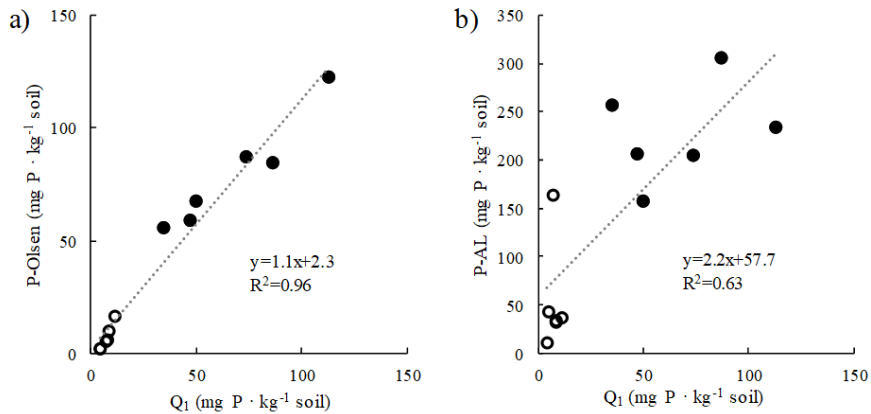 a)
150
100
50
0
P-Olsen (mg P · kg⁻¹ soil)
y=1.1x+2.3
R²=0.96
0 50 100 150
Q₁ (mg P · kg⁻¹ soil)
b)
350
300
250
200
150
100
50
0
P-AL (mg P · kg⁻¹ soil)
y=2.2x+57.7
R²=0.63
0 50 100 150
Q₁ (mg P · kg⁻¹ soil)